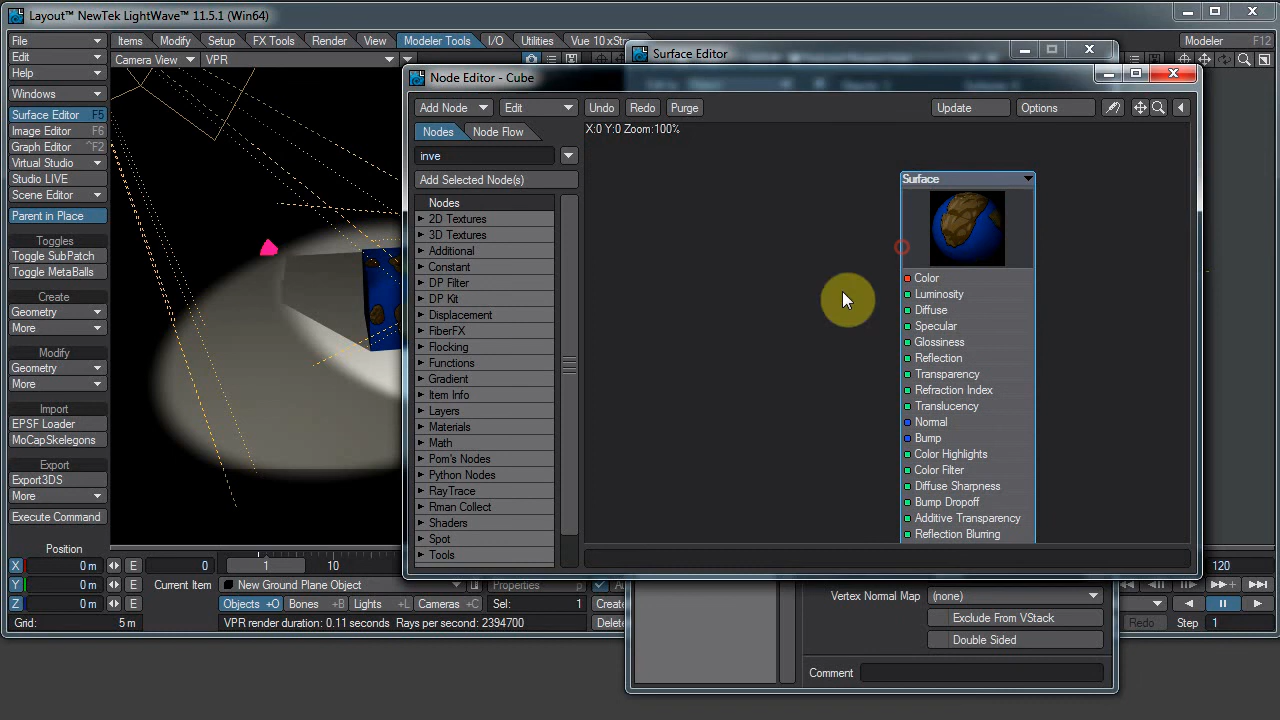 Layout™ NewTek LightWave™ 11.5.1 (Win64)
File
Items
Modify
Setup
FX Tools
Render
View
Modeler Tools
I/O
Utilities
Vue 10 xStr
Modeler
F12
Edit
Camera View
VPR
Surface Editor
Help
Node Editor - Cube
Windows
Add Node
Edit
Undo
Redo
Purge
Update
Options
Surface Editor F5
Image Editor F6
Graph Editor ^F2
Virtual Studio
Studio LIVE
Scene Editor
Parent in Place
Toggles
Toggle SubPatch
Toggle MetaBalls
Create
Geometry
More
Modify
Geometry
More
Import
EPSF Loader
MoCapSkelegons
Export
Export3DS
More
Execute Command
Nodes
Node Flow
X:0 Y:0 Zoom:100%
inve
Add Selected Node(s)
Nodes
2D Textures
3D Textures
Additional
Constant
DP Filter
DP Kit
Displacement
FiberFX
Flocking
Functions
Gradient
Item Info
Layers
Materials
Math
Pom's Nodes
Python Nodes
RayTrace
Rman Collect
Shaders
Spot
Tools
Surface
Color
Luminosity
Diffuse
Specular
Glossiness
Reflection
Transparency
Refraction Index
Translucency
Normal
Bump
Color Highlights
Color Filter
Diffuse Sharpness
Bump Dropoff
Additive Transparency
Reflection Bluring
Position
X 0 m E
Y 0 m E
Z 0 m E
Grid: 5 m
0
1
10
120
Current Item
New Ground Plane Object
Properties p
Objects +O
Bones +B
Lights +L
Cameras +C
Sel: 1
Create
VPR render duration: 0.11 seconds Rays per second: 2394700
Delete
Vertex Normal Map
(none)
Exclude From VStack
Double Sided
Comment
Redo
Step 1